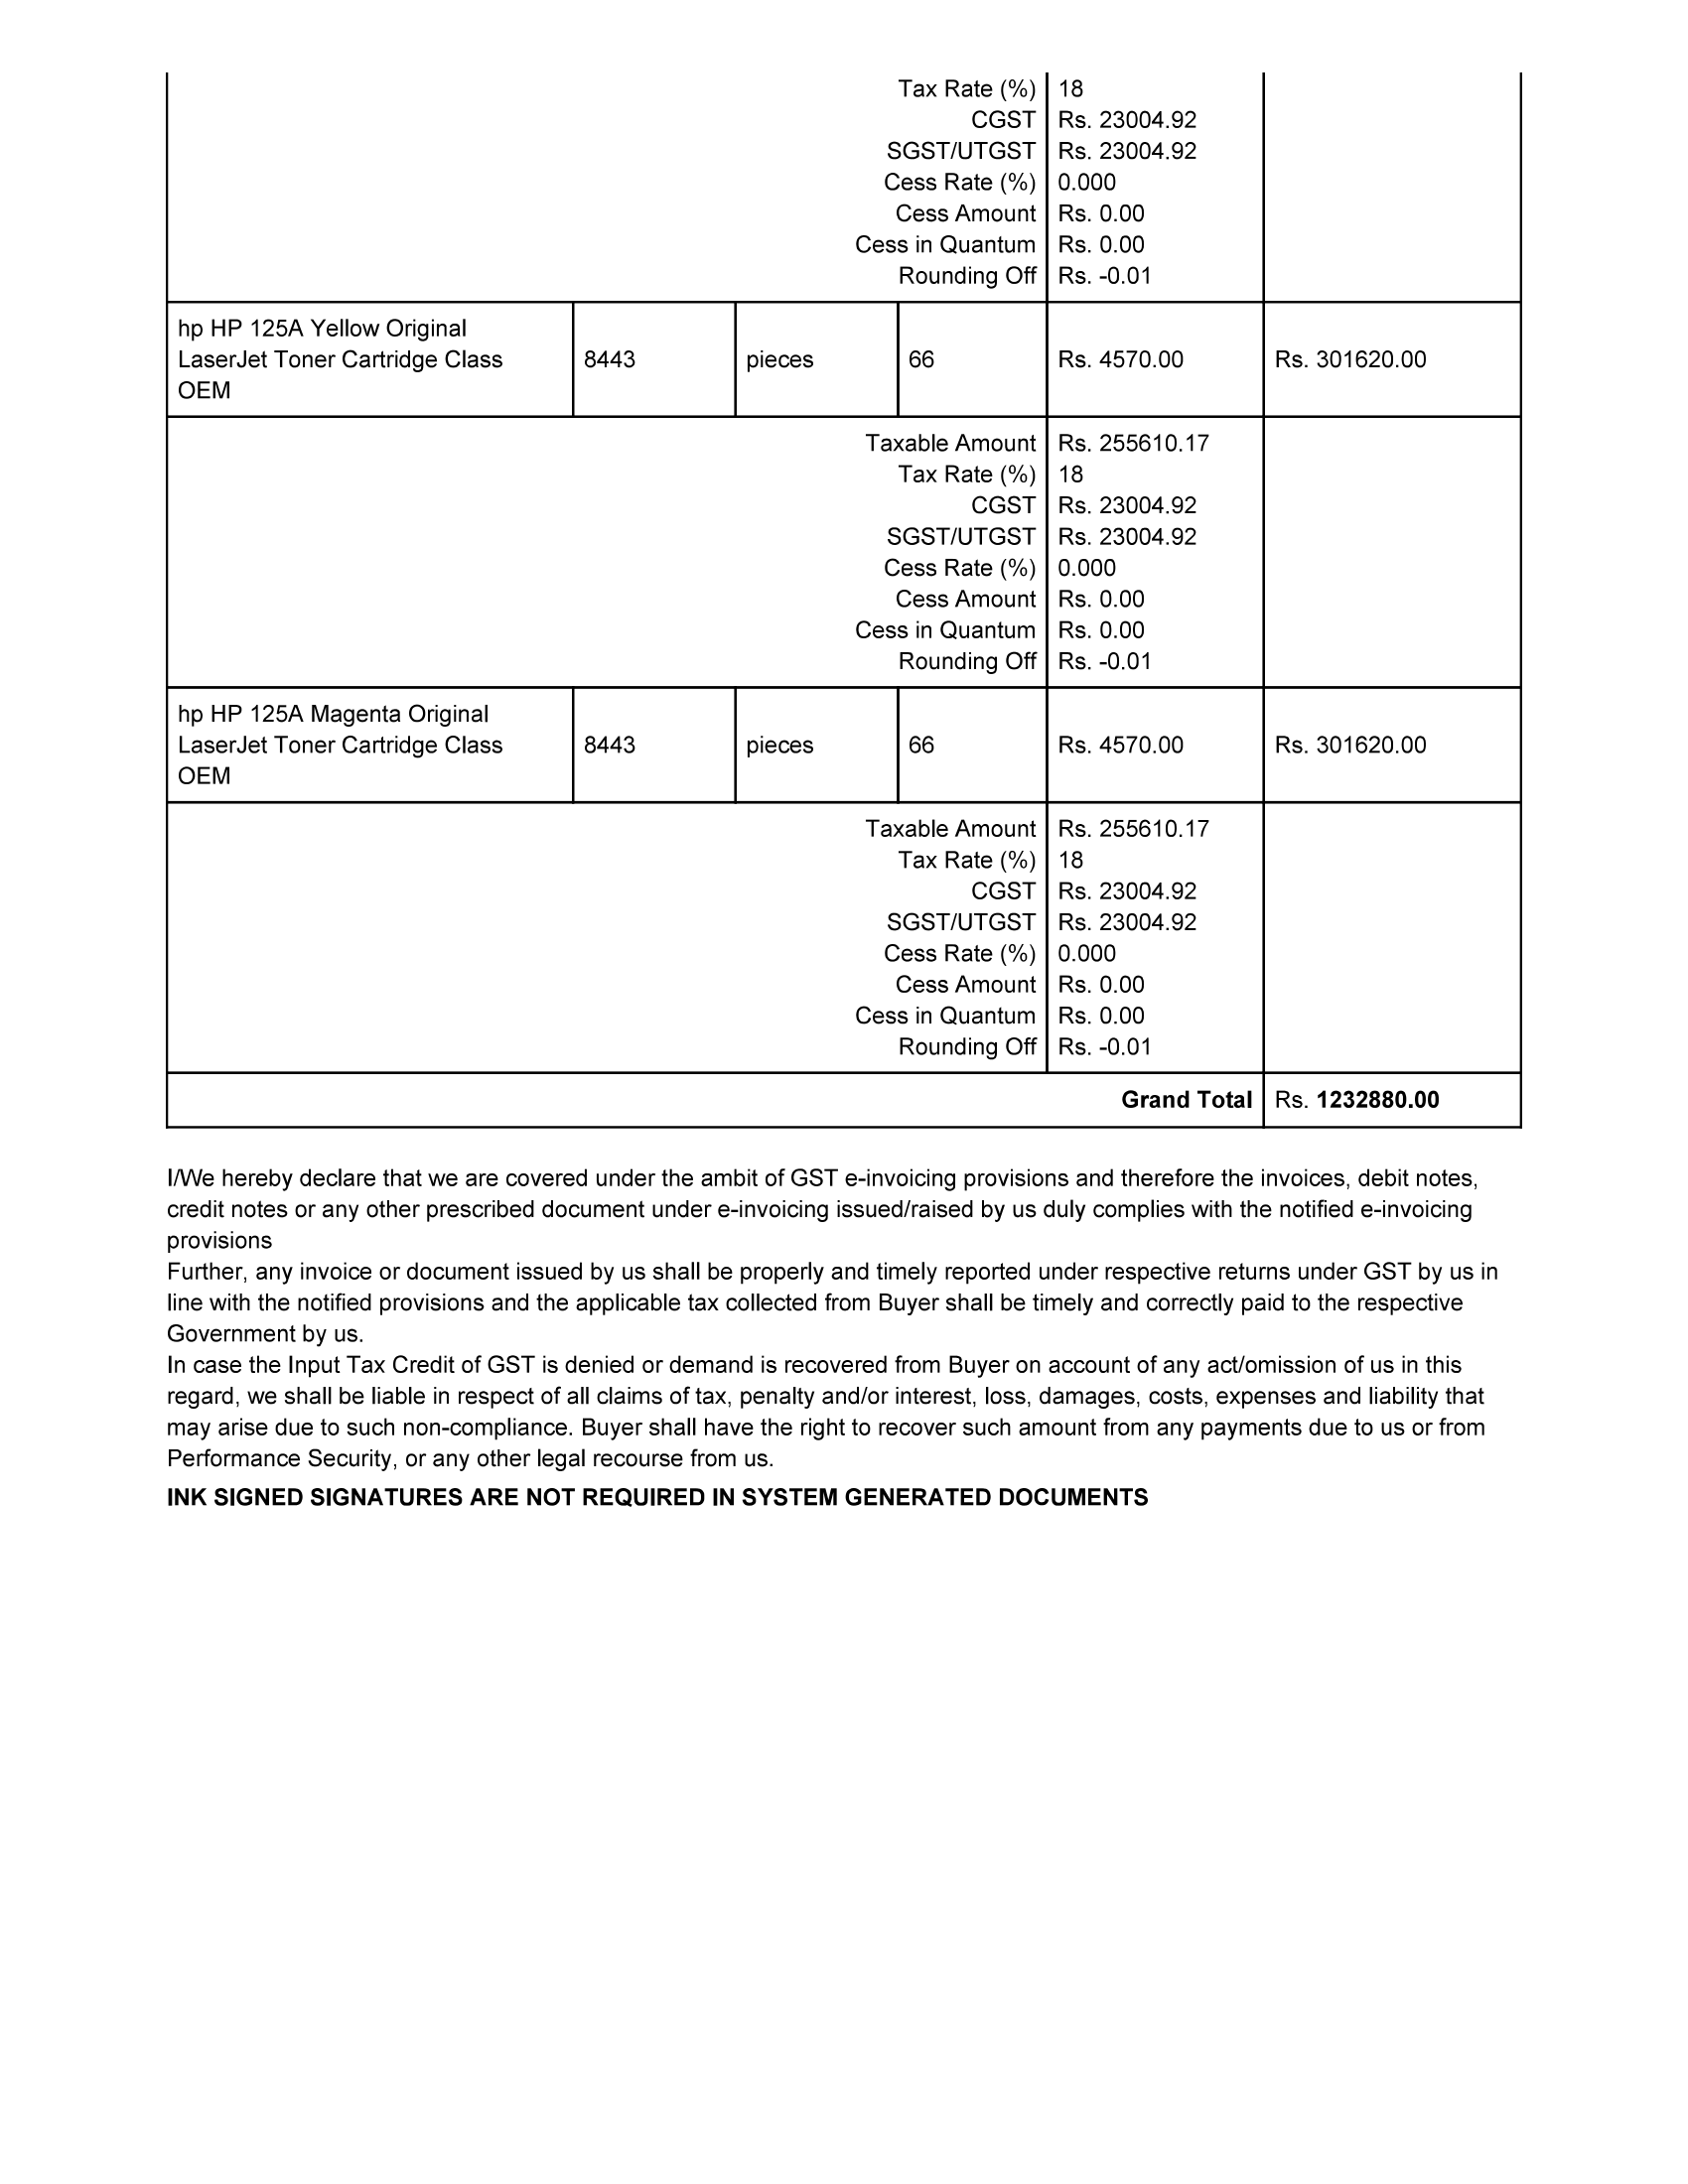 Tax Rate (%) 18
CGST Rs. 23004.92
SGST/UTGST Rs. 23004.92
Cess Rate (%) 0.000
Cess Amount Rs. 0.00
Cess in Quantum Rs. 0.00
Rounding Off Rs. -0.01
hp HP 125A Yellow Original
LaserJet Toner Cartridge Class 8443 pieces 66 Rs. 4570.00 Rs. 301620.00
OEM
Taxable Amount Rs. 255610.17
Tax Rate (%) 18
CGST Rs. 23004.92
SGST/UTGST Rs. 23004.92
Cess Rate (%) 0.000
Cess Amount Rs. 0.00
Cess in Quantum Rs. 0.00
Rounding Off Rs. -0.01
hp HP 125A Magenta Original
LaserJet Toner Cartridge Class 8443 pieces 66 Rs. 4570.00 Rs. 301620.00
OEM
Taxable Amount Rs. 255610.17
Tax Rate (%) 18
CGST Rs. 23004.92
SGST/UTGST Rs. 23004.92
Cess Rate (%) 0.000
Cess Amount Rs. 0.00
Cess in Quantum Rs. 0.00
Rounding Off Rs. -0.01
Grand Total Rs. 1232880.00
I/We hereby declare that we are covered under the ambit of GST e-invoicing provisions and therefore the invoices, debit notes,
credit notes or any other prescribed document under e-invoicing issued/raised by us duly complies with the notified e-invoicing
provisions
Further, any invoice or document issued by us shall be properly and timely reported under respective returns under GST by us in
line with the notified provisions and the applicable tax collected from Buyer shall be timely and correctly paid to the respective
Government by us.
In case the Input Tax Credit of GST is denied or demand is recovered from Buyer on account of any act/omission of us in this
regard, we shall be liable in respect of all claims of tax, penalty and/or interest, loss, damages, costs, expenses and liability that
may arise due to such non-compliance. Buyer shall have the right to recover such amount from any payments due to us or from
Performance Security, or any other legal recourse from us.
INK SIGNED SIGNATURES ARE NOT REQUIRED IN SYSTEM GENERATED DOCUMENTS